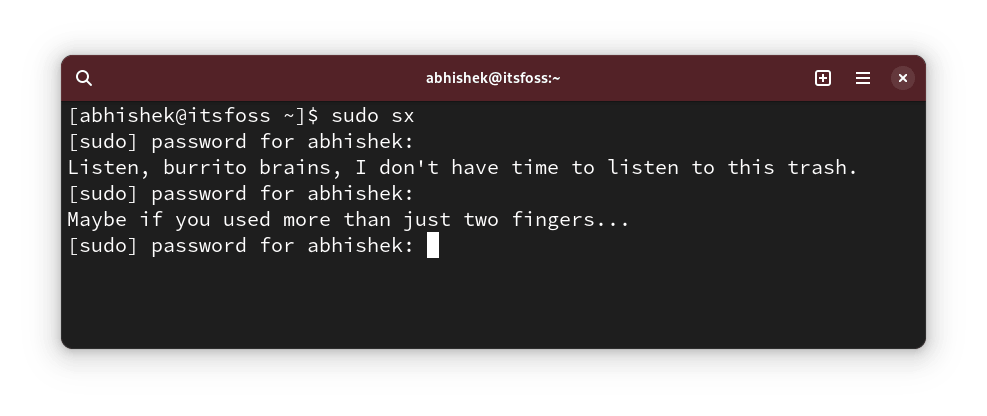 abhishek@itsfoss:~
[abhishek@itsfoss ~]$ sudo sx
[sudo] password for abhishek:
Listen, burrito brains, I don't have time to listen to this trash.
[sudo] password for abhishek:
Maybe if you used more than just two fingers...
[sudo] password for abhishek: